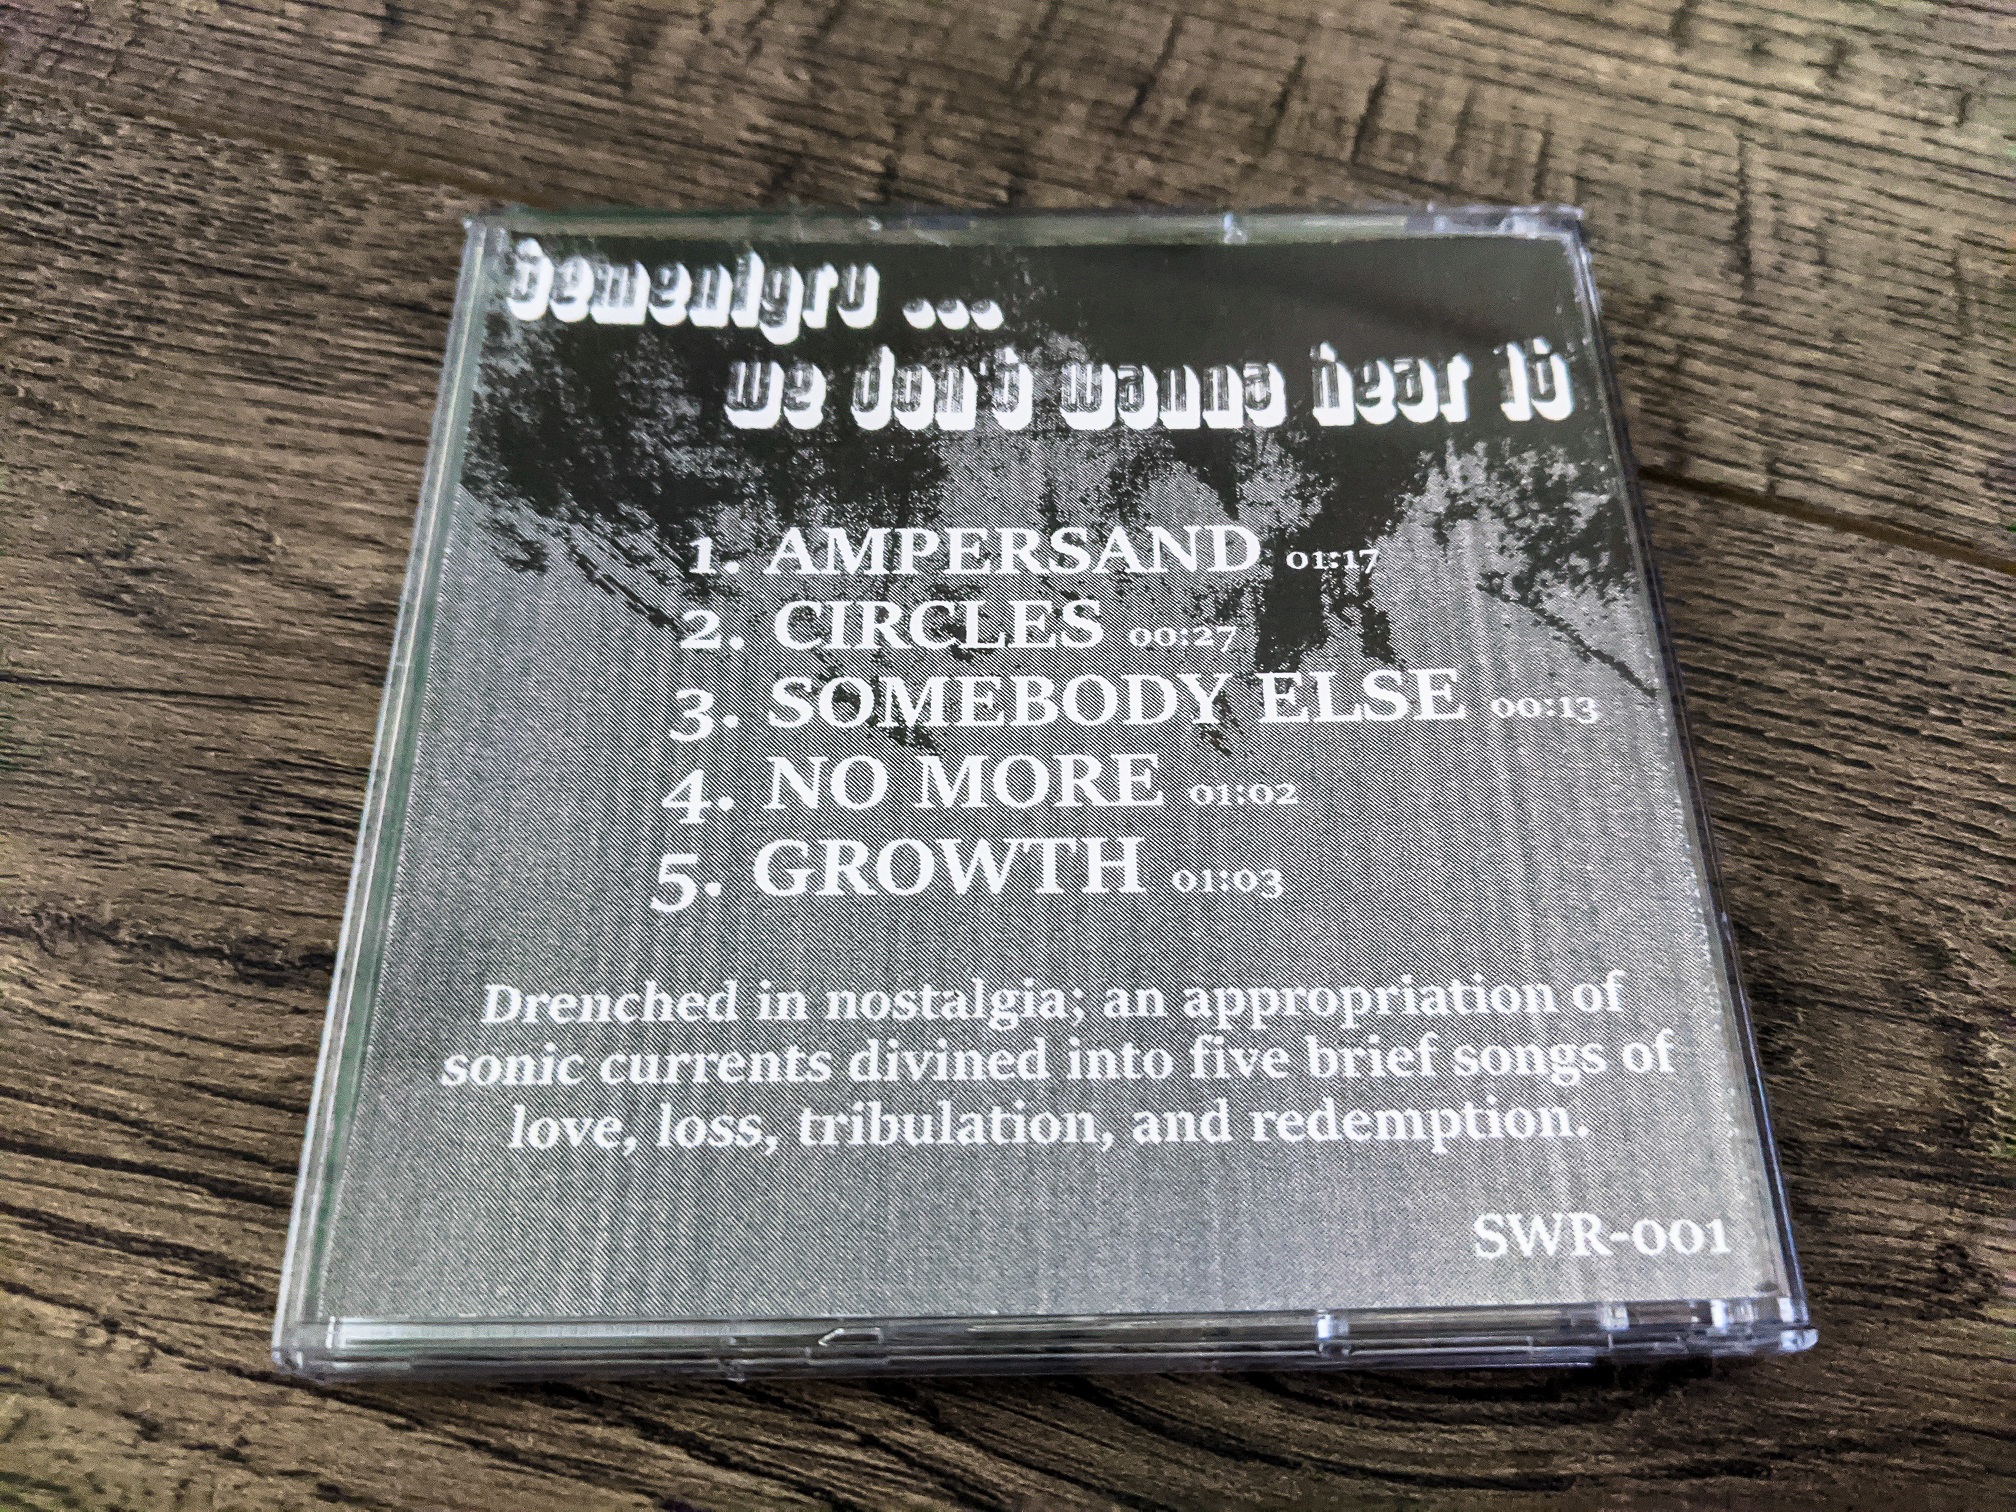 ...
we don't wanna hear it
1. AMPERSAND 01:17
2. CIRCLES 00:27
3. SOMEBODY ELSE 00:13
4. NO MORE 01:02
5. GROWTH 01:03
Drenched in nostalgia; an appropriation of
sonic currents divined into five brief songs of
love, loss, tribulation, and redemption.
SWR-001